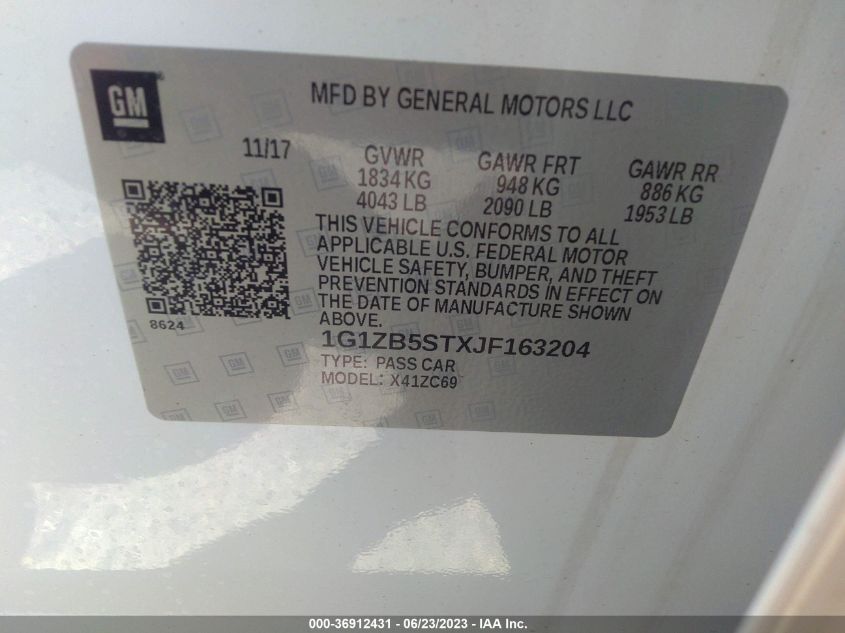 GM
MFD BY GENERAL MOTORS LLC
11/17
GVWR
1834 KG
4043 LB
GAWR FRT
948 KG
2090 LB
GAWR RR
886 KG
1953 LB
THIS VEHICLE CONFORMS TO ALL
APPLICABLE U.S. FEDERAL MOTOR
VEHICLE SAFETY, BUMPER, AND THEFT
PREVENTION STANDARDS IN EFFECT ON
THE DATE OF MANUFACTURE SHOWN
ABOVE.
8624
1G1ZB5STXJF163204
TYPE: PASS CAR
MODEL: X41ZC69
000-36912431 - 06/23/2023 - IAA Inc.